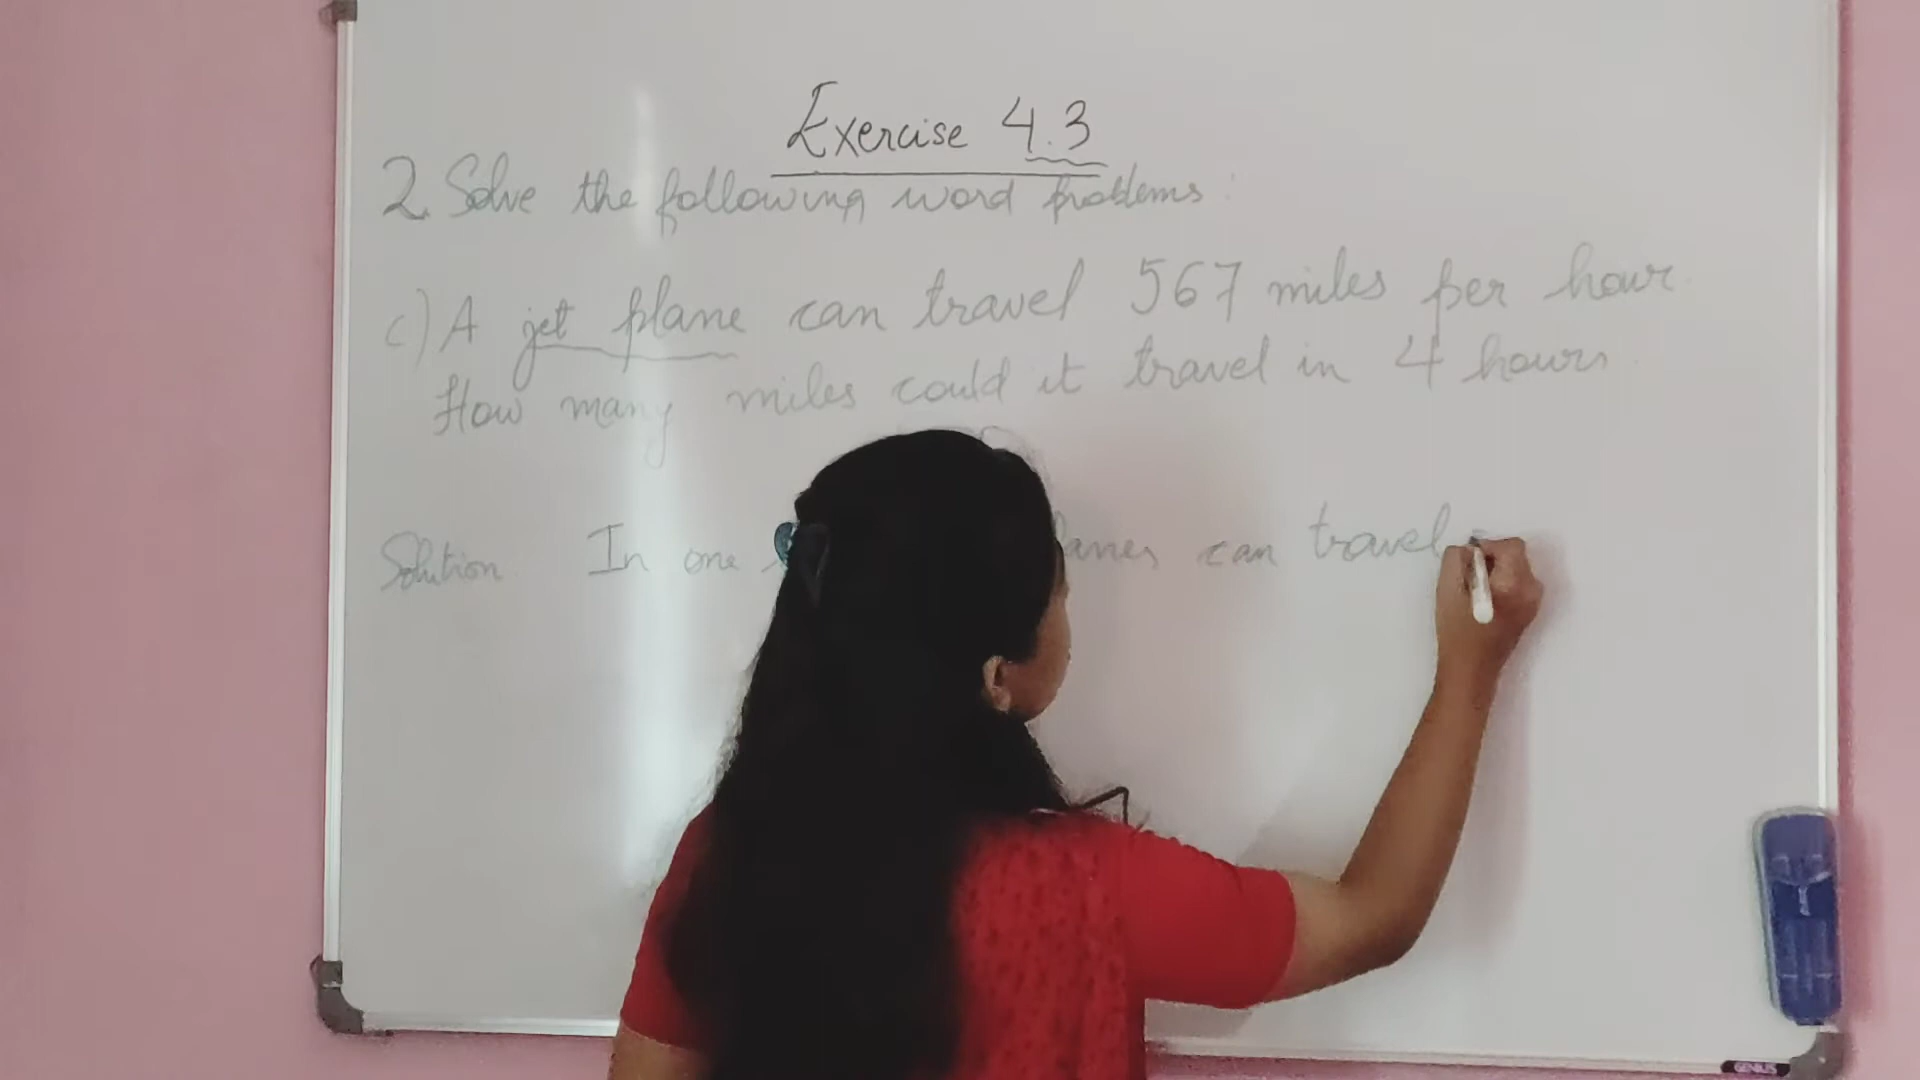 Exercise 4.3
2. Solve the following word problems:
c) A jet plane can travel 567 miles per hour.
How many miles could it travel in 4 hours.
Solution In one can travel
GENIUS